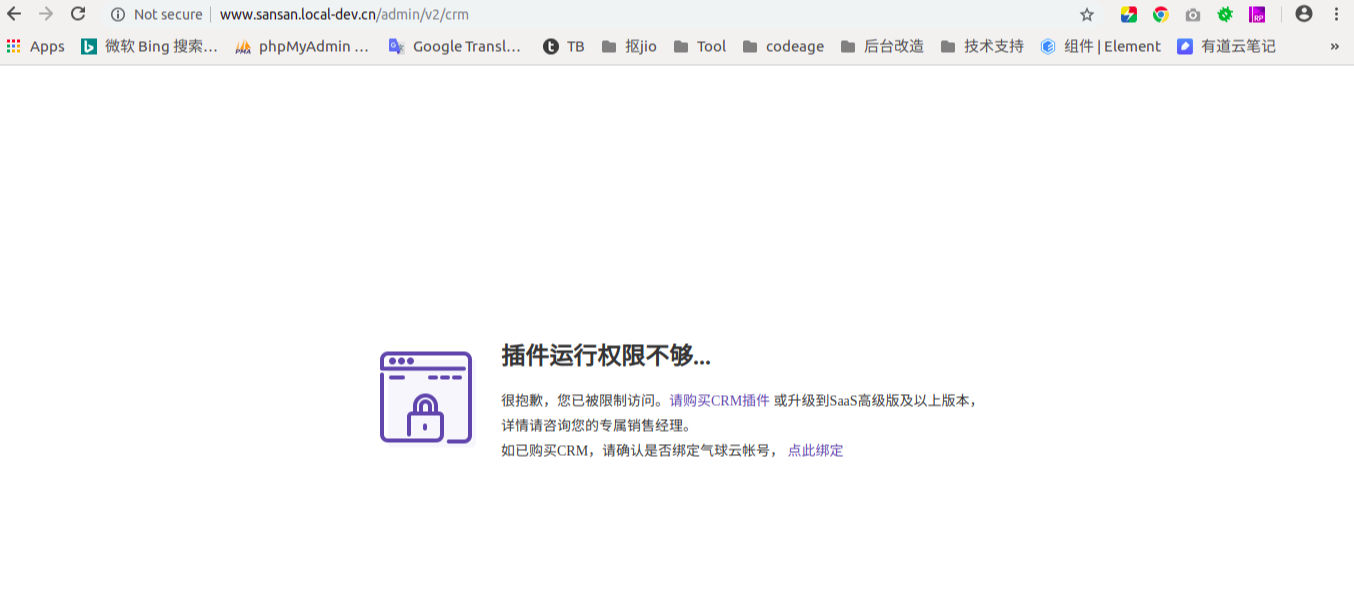 Not secure www.sansan.local-dev.cn/admin/v2/crm
Apps 微软 Bing 搜索... phpMyAdmin ... Google Transl... TB 抠jio Tool codeage 后台改造 技术支持 组件 | Element 有道云笔记 »
插件运行权限不够...
很抱歉，您已被限制访问。请购买CRM插件 或升级到SaaS高级版及以上版本，
详情请咨询您的专属销售经理。
如已购买CRM，请确认是否绑定气球云帐号， 点此绑定